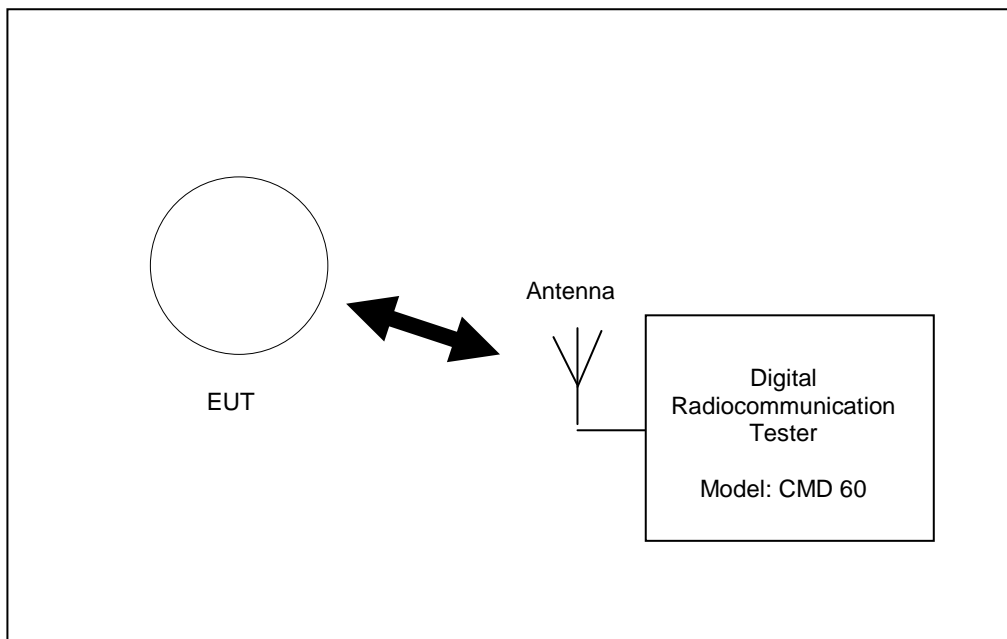 EUT
Antenna
Digital
Radiocommunication
Tester
Model: CMD 60